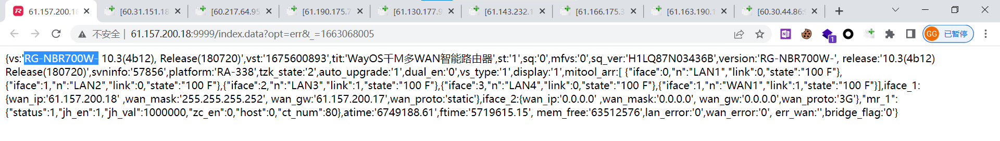 61.157.200.18
[60.31.151.18
[60.217.64.95
[61.190.175.7
[61.130.177.9
[61.143.232.1
[61.166.175.3
[61.163.190.1
[60.30.44.86:9
不安全 | 61.157.200.18:9999/index.data?opt=err&_=1663068005
1
GG 已暂停
{vs:'RG-NBR700W- 10.3(4b12), Release(180720)',vst:'1675600893',tit:'WayOS千M多WAN智能路由器',st:'1',sq:'0',mfvs:'0',sq_ver:'H1LQ87N03436B',version:'RG-NBR700W-', release:'10.3(4b12)
Release(180720)',svninfo:'57856',platform:'RA-338',tzk_state:'2',auto_upgrade:'1',dual_en:'0',vs_type:'1',display:'1',mitool_arr:[ {"iface":0,"n":"LAN1","link":0,"state":"100 F"},
{"iface":1,"n":"LAN2","link":0,"state":"100 F"},{"iface":2,"n":"LAN3","link":1,"state":"100 F"},{"iface":3,"n":"LAN4","link":0,"state":"100 F"},{"iface":1,"n":"WAN1","link":1,"state":"100 F"}],iface_1:
{wan_ip:'61.157.200.18' ,wan_mask:'255.255.255.252', wan_gw:'61.157.200.17',wan_proto:'static'},iface_2:{wan_ip:'0.0.0.0' ,wan_mask:'0.0.0.0', wan_gw:'0.0.0.0',wan_proto:'3G'},"mr_1":
{"status":1,"jh_en":1,"jh_val":1000000,"zc_en":0,"host":0,"ct_num":80},atime:'6749188.61',ftime:'5719615.15', mem_free:'63512576',lan_error:'0',wan_error:'0', err_wan:'',bridge_flag:'0'}